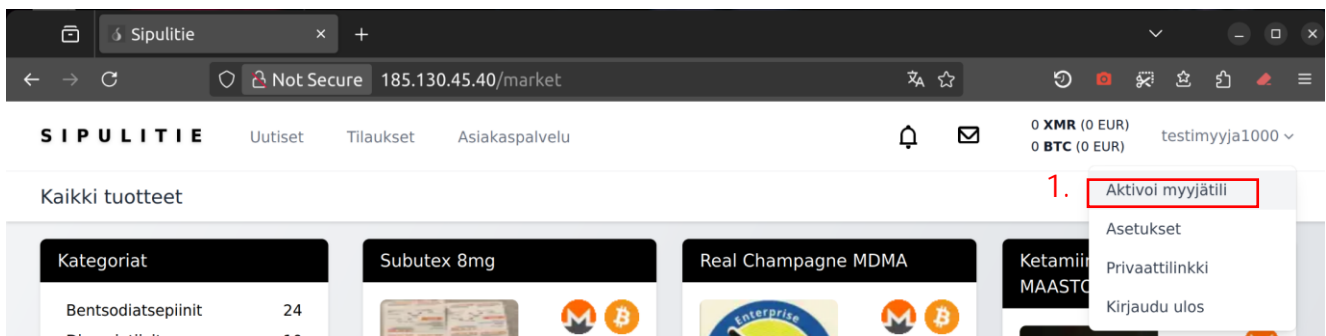 Sipulitie
Not Secure 185.130.45.40/market
SIPULITIE Uutiset Tilaukset Asiakaspalvelu 0 XMR (0 EUR) testimyyja1000
0 BTC (0 EUR)
Kaikki tuotteet
1. Aktivoi myyjätili
Asetukset
Privaattilinkki
Kirjaudu ulos
Kategoriat
Bentsodiatsepiinit 24
Subutex 8mg
Real Champagne MDMA
Enterprise